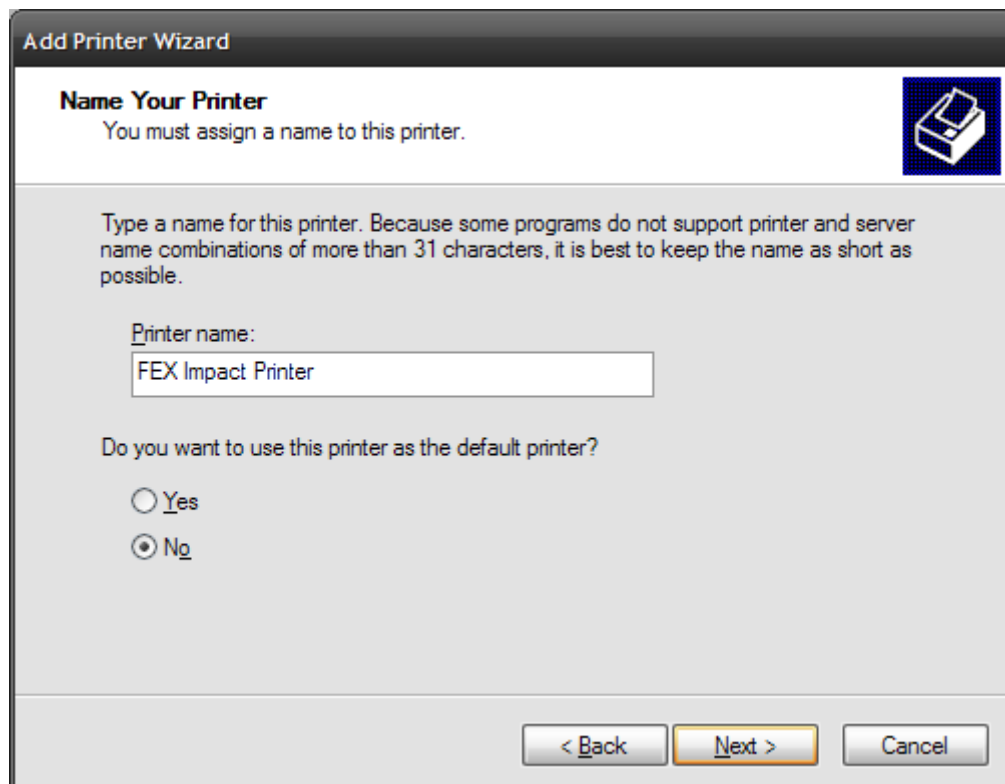 Add Printer Wizard
Name Your Printer
You must assign a name to this printer.
Type a name for this printer. Because some programs do not support printer and server
name combinations of more than 31 characters, it is best to keep the name as short as
possible.
Printer name:
FEX Impact Printer
Do you want to use this printer as the default printer?
Yes
No
< Back
Next >
Cancel